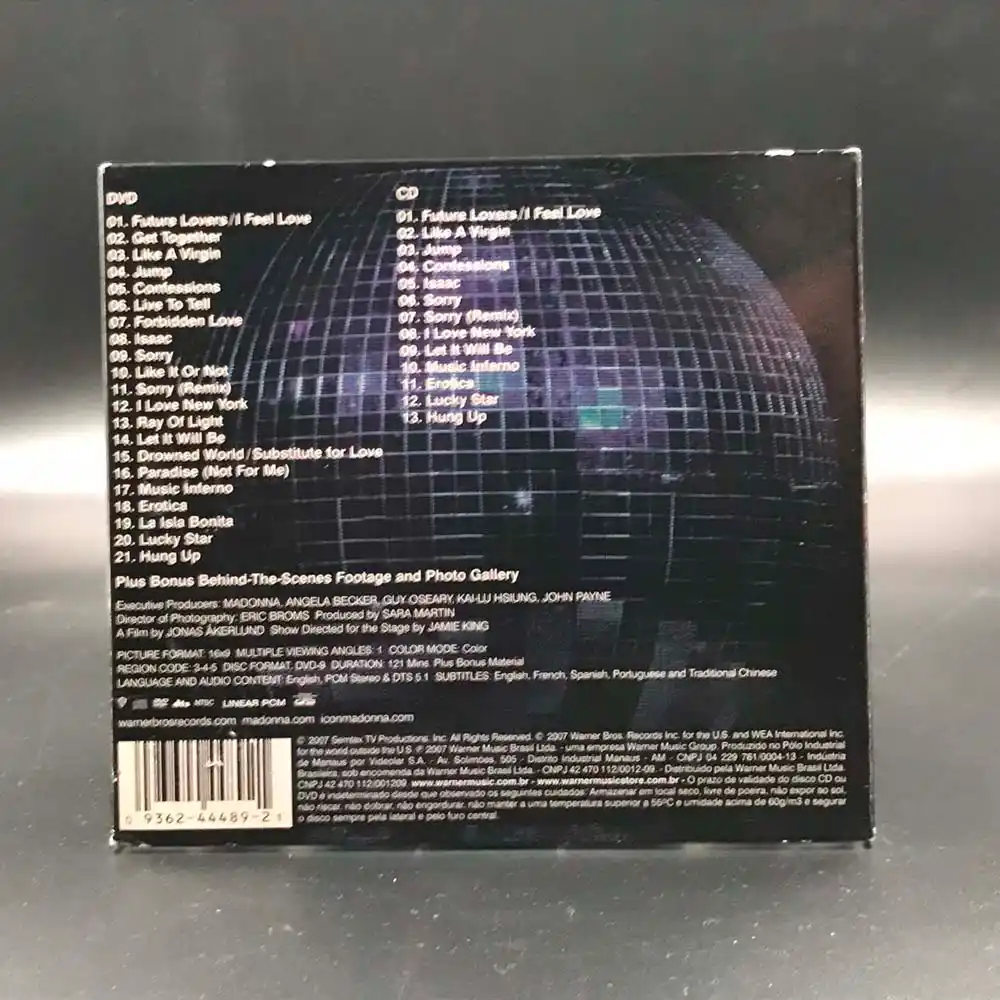 DVD
01. Future Lovers/I Feel Love
02. Get Together
03. Like A Virgin
04. Jump
05. Confessions
06. Live To Tell
07. Forbidden Love
08. Isaac
09. Sorry
10. Like It Or Not
11. Sorry (Remix)
12. I Love New York
13. Ray Of Light
14. Let It Will Be
15. Drowned World/Substitute for Love
16. Paradise (Not For Me)
17. Music Inferno
18. Erotica
19. La Isla Bonita
20. Lucky Star
21. Hung Up
CD
01. Future Lovers/I Feel Love
02. Like A Virgin
03. Jump
04. Confessions
05. Isaac
06. Sorry
07. Sorry (Remix)
08. I Love New York
09. Let It Will Be
10. Music Inferno
11. Erotica
12. Lucky Star
13. Hung Up
Plus Bonus Behind-The-Scenes Footage and Photo Gallery
Executive Producers: MADONNA, ANGELA BECKER, GUY OSEARY, KAI-LU HSIUNG, JOHN PAYNE
Director of Photography: ERIC BROMS Produced by SARA MARTIN
A Film by JONAS ÅKERLUND Show Directed for the Stage by JAMIE KING
PICTURE FORMAT: 16x9 MULTIPLE VIEWING ANGLES: 1 COLOR MODE: Color
REGION CODE: 3-4-5 DISC FORMAT: DVD-9 DURATION: 121 Mins. Plus Bonus Material
LANGUAGE AND AUDIO CONTENT: English, PCM Stereo & DTS 5.1 SUBTITLES: English, French, Spanish, Portuguese and Traditional Chinese
dts NTSC LINEAR PCM
warnerbrosrecords.com madonna.com iconmadonna.com
© 2007 Semtex TV Productions, Inc. All Rights Reserved. © 2007 Warner Bros. Records Inc. for the U.S. and WEA International Inc.
for the world outside the U.S. ℗ 2007 Warner Music Brasil Ltda. - uma empresa Warner Music Group. Produzido no Pólo Industrial
de Manaus por Videolar S.A. - Av. Solimões, 505 - Distrito Industrial Manaus - AM - CNPJ 04 229 761/0004-13 - Indústria
Brasileira, sob encomenda da Warner Music Brasil Ltda. - CNPJ 42 470 112/0012-09 - Distribuído pela Warner Music Brasil Ltda.
CNPJ 42 470 112/001209 www.warnermusic.com.br - www.warnermusicstore.com.br - O prazo de validade do disco CD ou
DVD é indeterminado desde que observado os seguintes cuidados: Armazenar em local seco, livre de poeira, não expor ao sol,
não riscar, não dobrar, não engordurar, não manter a uma temperatura superior a 55ºC e umidade acima de 60g/m3 e segurar
o disco sempre pela lateral e pelo furo central.
0 9362-44489-2